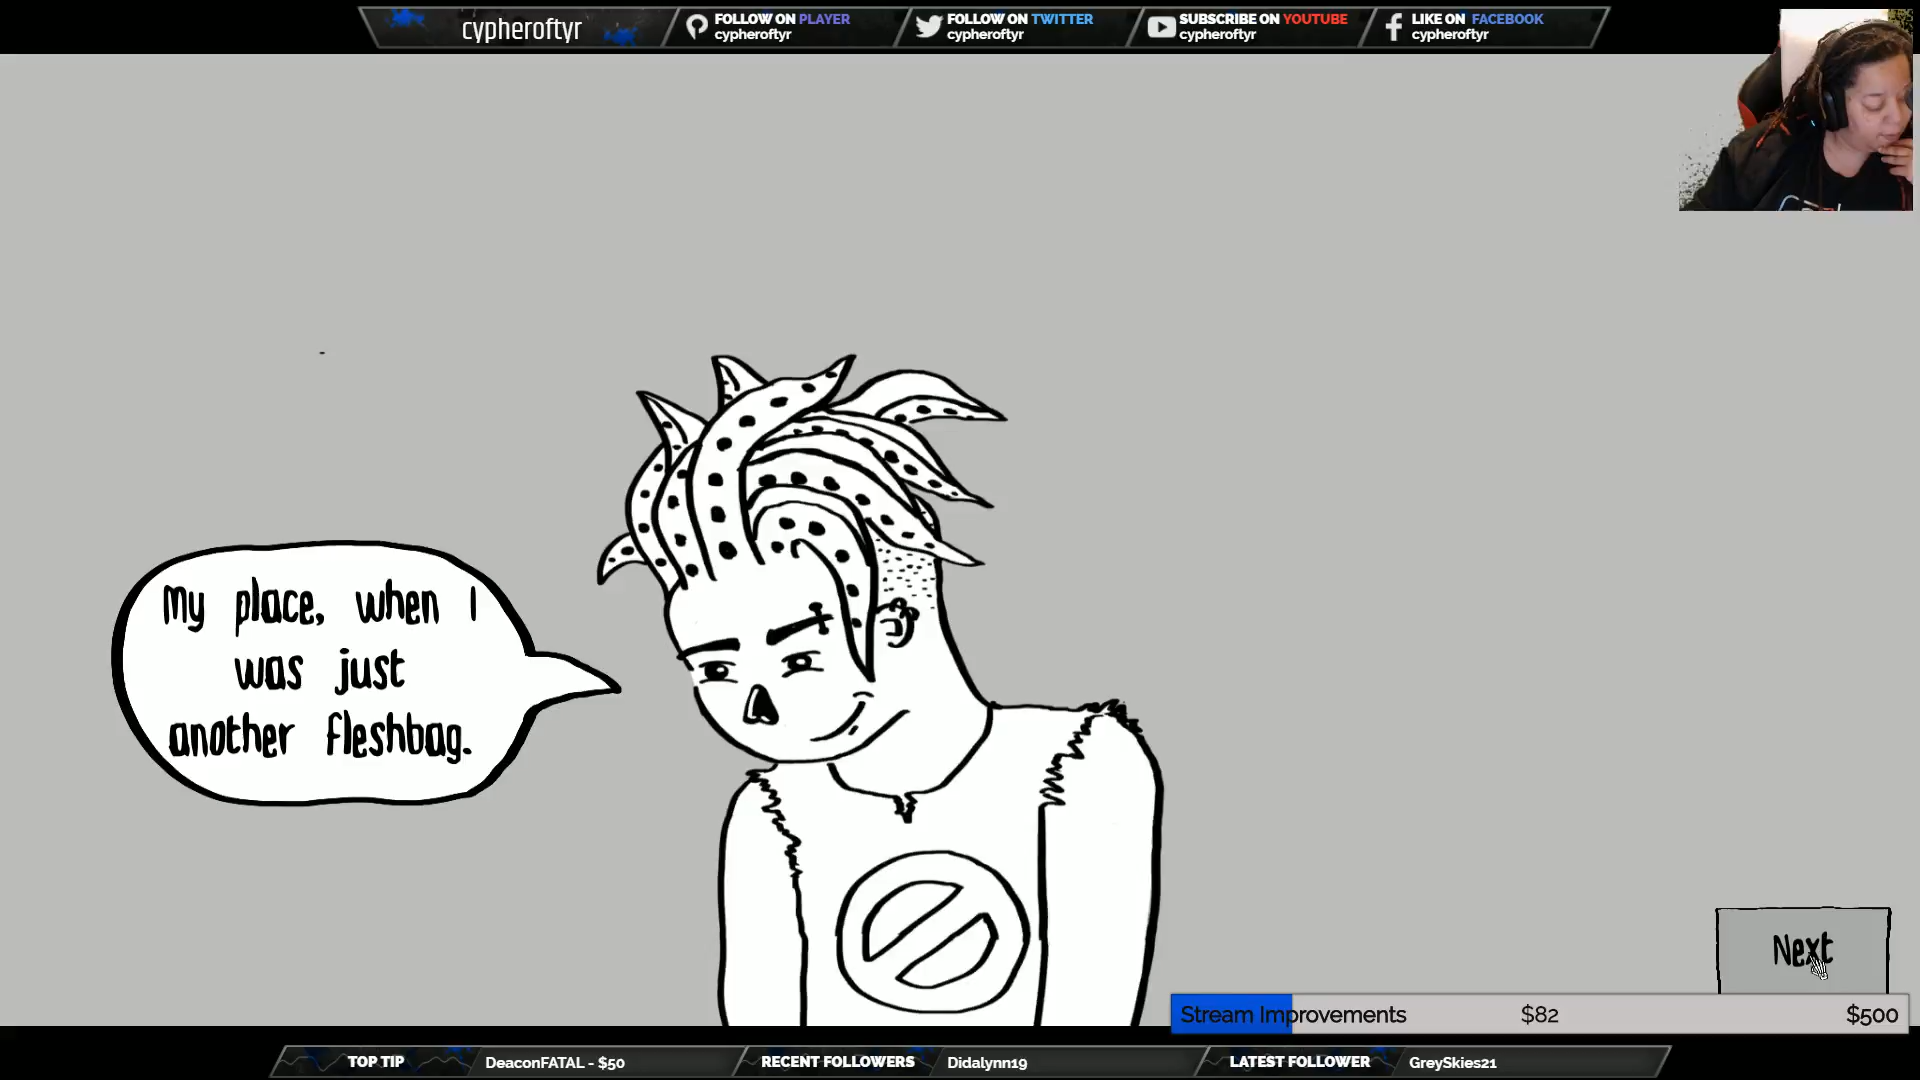 cypheroftyr
FOLLOW ON PLAYER
cypheroftyr
FOLLOW ON TWITTER
cypheroftyr
SUBSCRIBE ON YOUTUBE
cypheroftyr
LIKE ON FACEBOOK
cypheroftyr
My place, when I
was just
another fleshbag.
Next
Stream Improvements $82 $500
TOP TIP DeaconFATAL - $50 RECENT FOLLOWERS Didalynn19 LATEST FOLLOWER GreySkies21